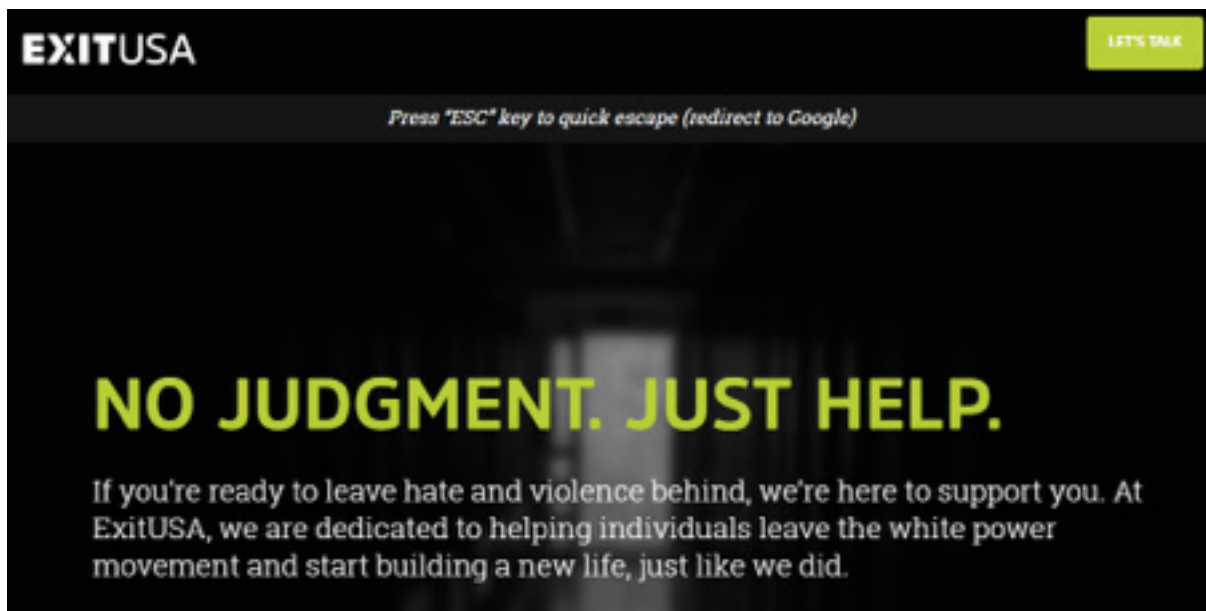 EXITUSA
LET'S TALK
Press "ESC" key to quick escape (redirect to Google)
NO JUDGMENT. JUST HELP.
If you're ready to leave hate and violence behind, we're here to support you. At
ExitUSA, we are dedicated to helping individuals leave the white power
movement and start building a new life, just like we did.